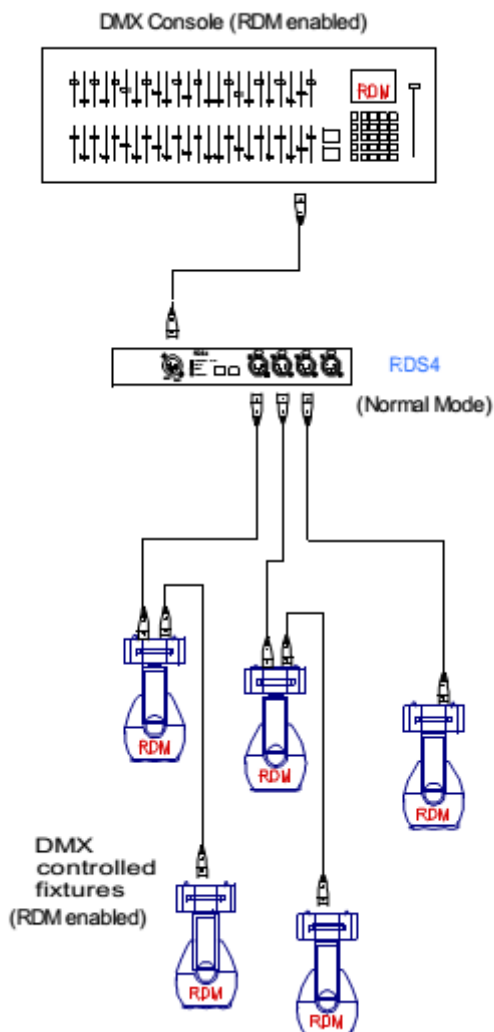 DMX Console (RDM enabled)
RDM
RDS4
(Normal Mode)
RDM
RDM
RDM
DMX
controlled
fixtures
(RDM enabled)
RDM
RDM